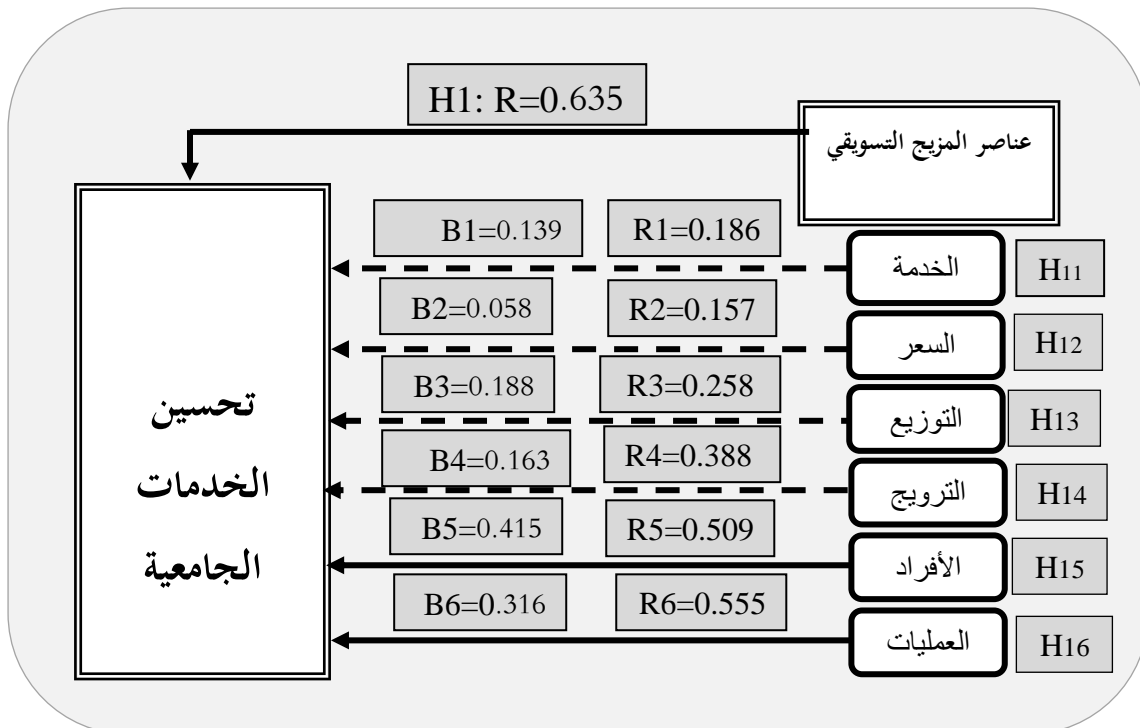 H1: R=0.635
عناصر المزيج التسويقي
تحسين
الخدمات
الجامعية
B1=0.139
R1=0.186
الخدمة
H11
B2=0.058
R2=0.157
السعر
H12
B3=0.188
R3=0.258
التوزيع
H13
B4=0.163
R4=0.388
الترويج
H14
B5=0.415
R5=0.509
الأفراد
H15
B6=0.316
R6=0.555
العمليات
H16